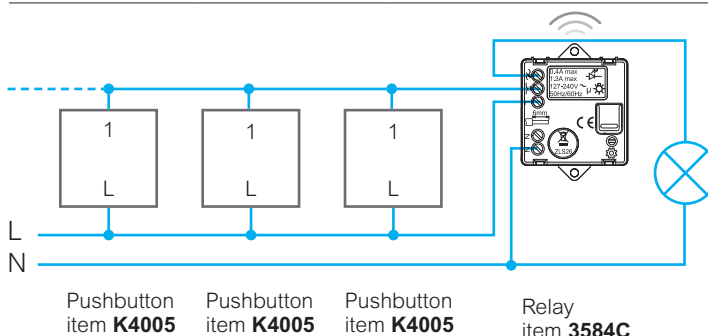 0.4A max
1.3A max
127-240V ~ µ
50Hz/60Hz
6mm
CE
ZLS26
N
1
L
1
L
1
L
L
N
Pushbutton
item K4005
Pushbutton
item K4005
Pushbutton
item K4005
Relay
item 3584C